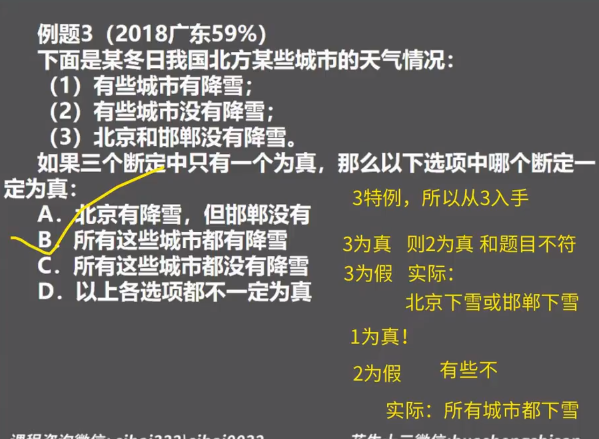 例题3（2018广东59%）
下面是某冬日我国北方某些城市的天气情况：
（1）有些城市有降雪；
（2）有些城市没有降雪；
（3）北京和邯郸没有降雪。
如果三个断定中只有一个为真，那么以下选项中哪个断定一
定为真：
A．北京有降雪，但邯郸没有
B．所有这些城市都有降雪
C．所有这些城市都没有降雪
D．以上各选项都不一定为真
3特例，所以从3入手
3为真 则2为真 和题目不符
3为假 实际：
北京下雪或邯郸下雪
1为真！
2为假 有些不
实际：所有城市都下雪